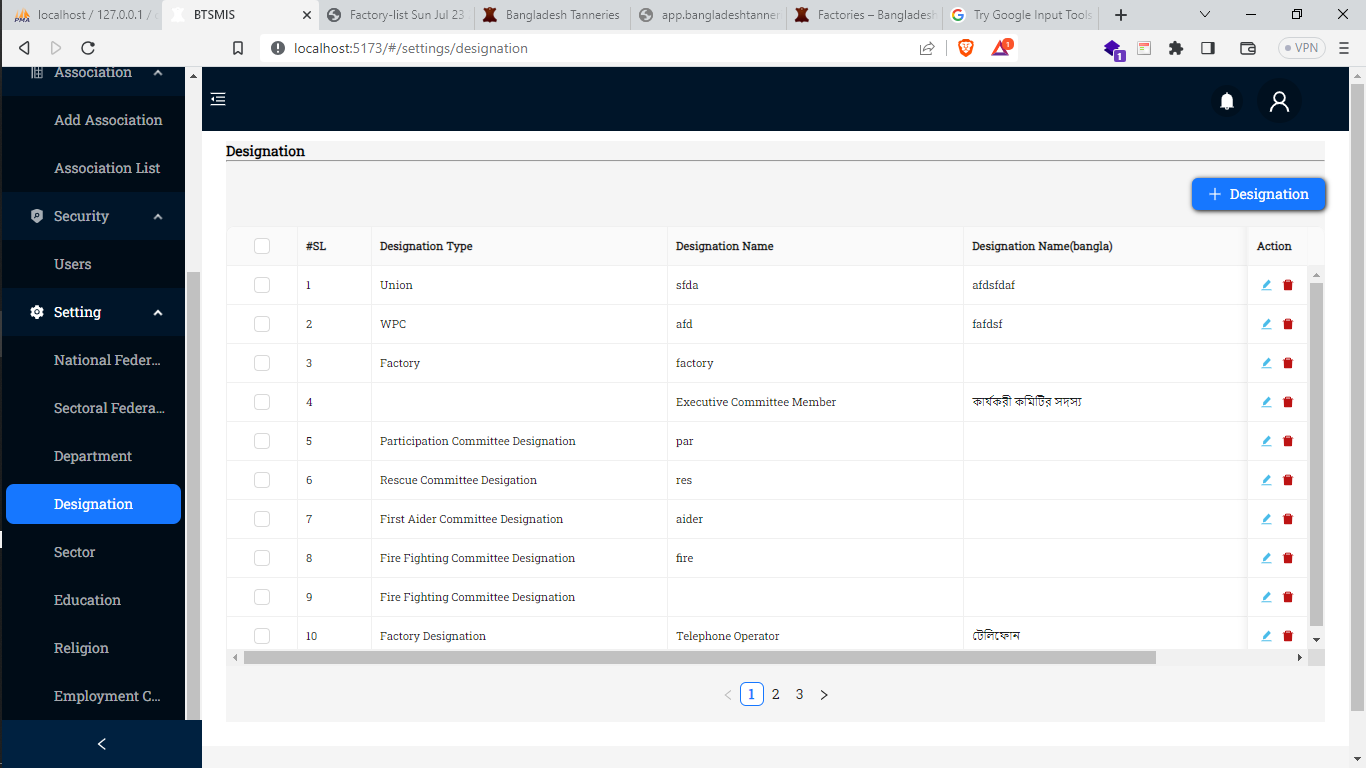 localhost / 127.0.0.1 /
BTSMIS
Factory-list Sun Jul 23
Bangladesh Tanneries
app.bangladeshtanner
Factories – Bangladesh
Try Google Input Tools
localhost:5173/#/settings/designation
1
1
VPN
Association
Add Association
Association List
Security
Users
Setting
National Feder...
Sectoral Federa...
Department
Designation
Sector
Education
Religion
Employment C...
Designation
+ Designation
#SL Designation Type Designation Name Designation Name(bangla) Action
1 Union sfda afdsfdaf
2 WPC afd fafdsf
3 Factory factory
4 Executive Committee Member কার্যকরী কমিটির সদস্য
5 Participation Committee Designation par
6 Rescue Committee Desigation res
7 First Aider Committee Designation aider
8 Fire Fighting Committee Designation fire
9 Fire Fighting Committee Designation
10 Factory Designation Telephone Operator টেলিফোন
< 1 2 3 >